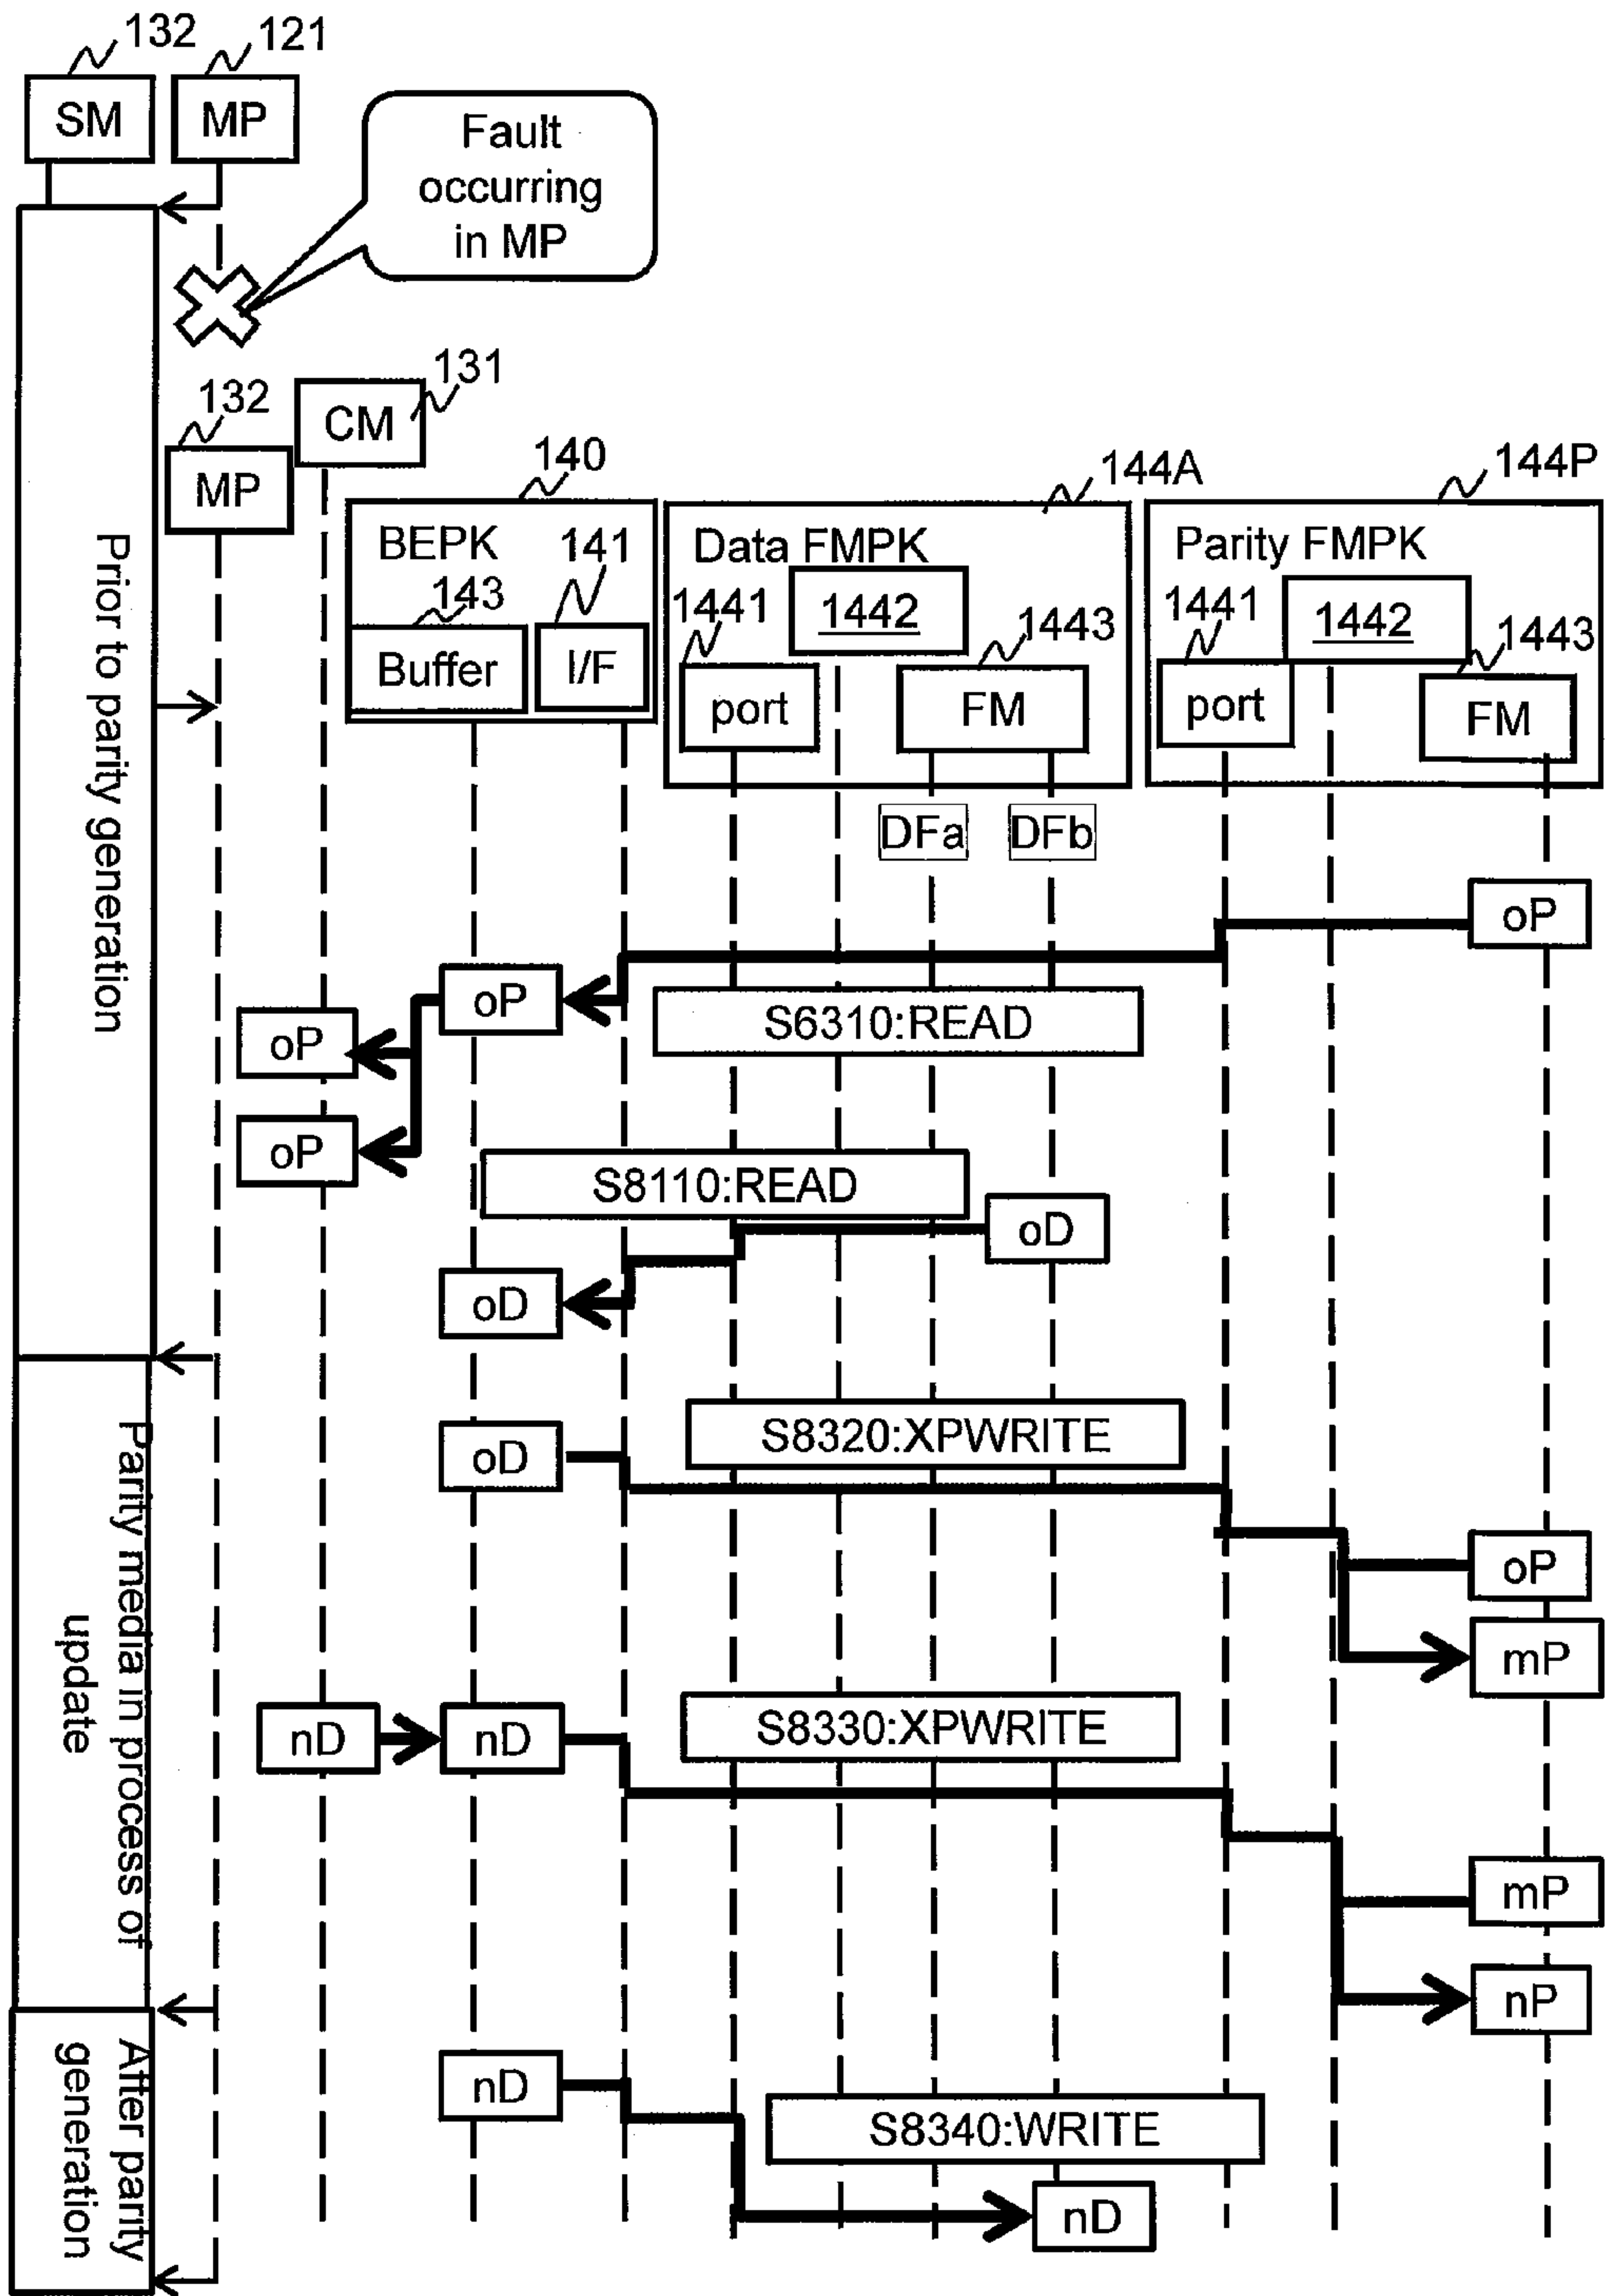 132
121
SM
MP
Fault
occurring
in MP
131
CM
132
MP
140
144A
144P
BEPK
141
143
Buffer
I/F
Data FMPK
1441
1442
1443
port
FM
Parity FMPK
1441
1442
1443
port
FM
DFa
DFb
Prior to parity generation
oP
oP
S6310:READ
oP
oP
S8110:READ
oD
oD
Parity media in process of
update
S8320:XPWRITE
oD
oP
mP
S8330:XPWRITE
nD
nD
mP
nP
After parity
generation
nD
S8340:WRITE
nD